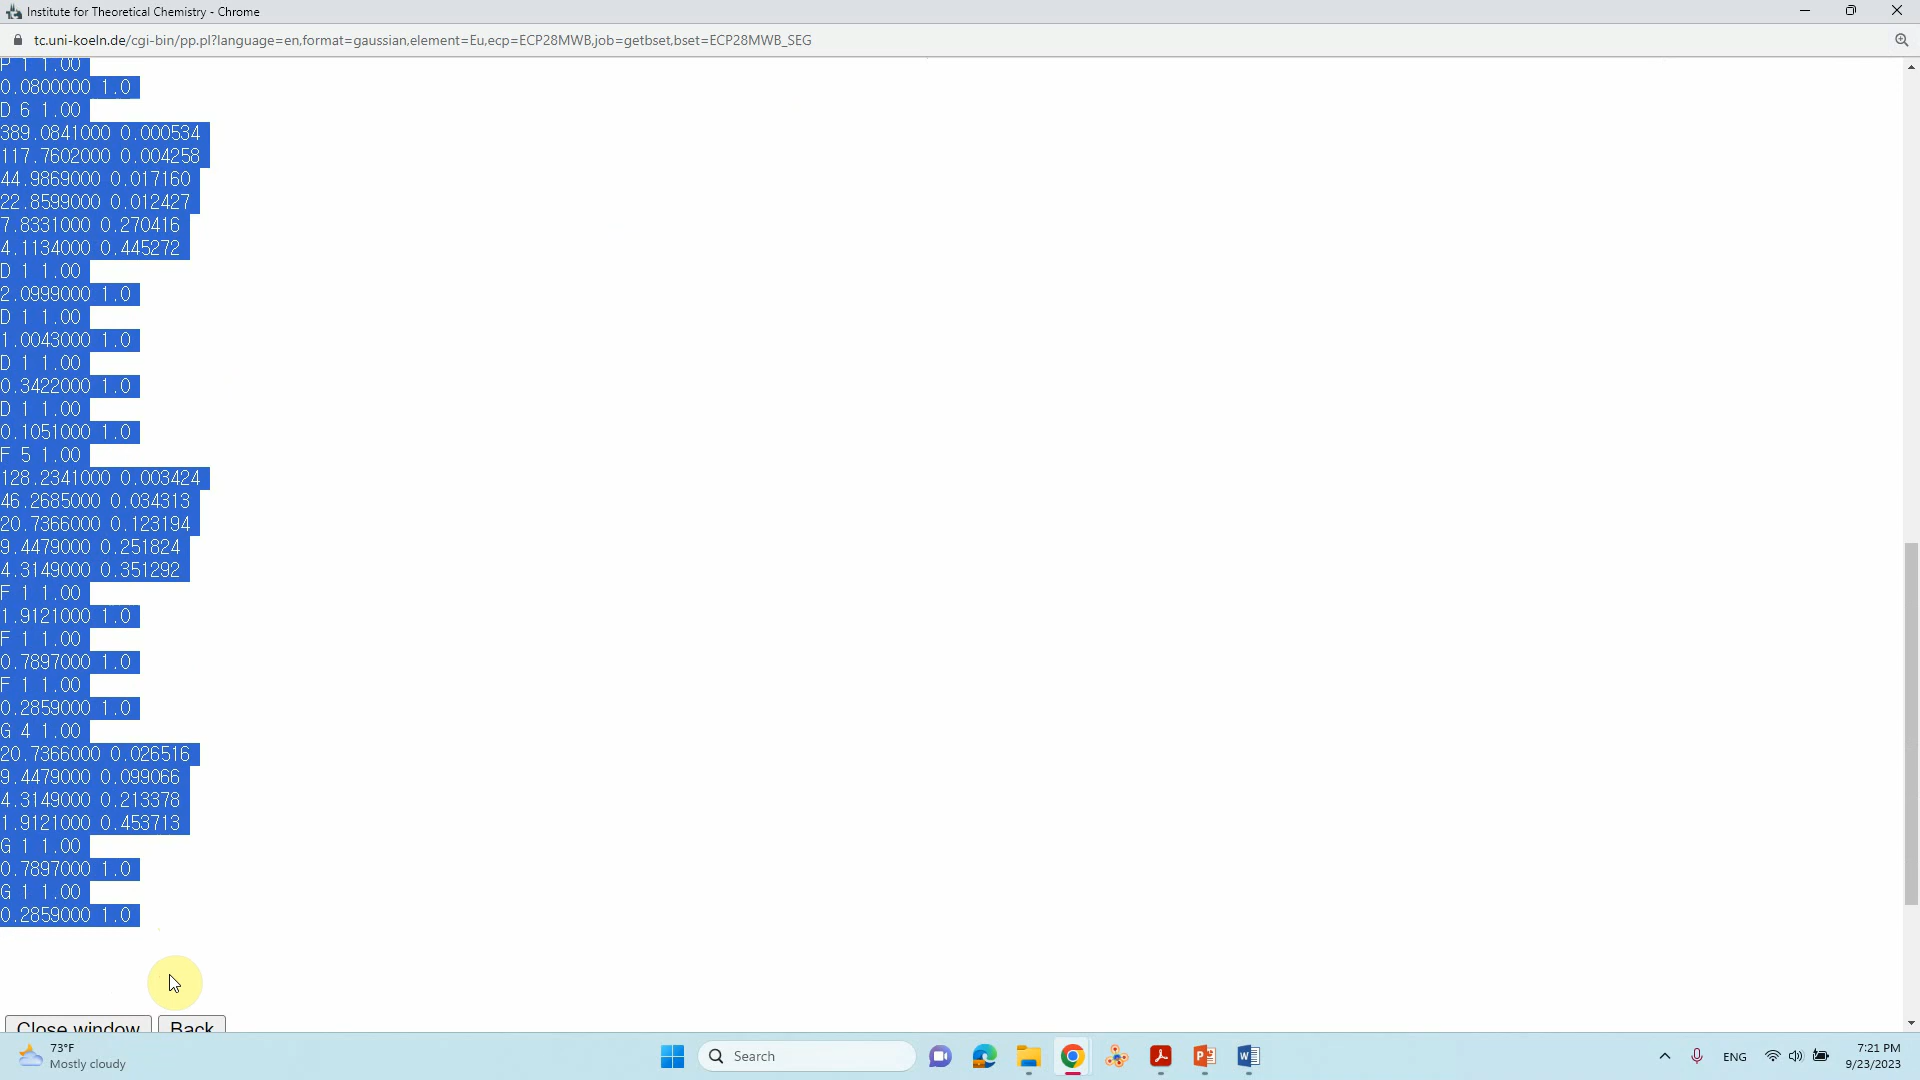 Institute for Theoretical Chemistry - Chrome
tc.uni-koeln.de/cgi-bin/pp.pl?language=en,format=gaussian,element=Eu,ecp=ECP28MWB,job=getbset,bset=ECP28MWB_SEG
P 1 1.00
0.0800000 1.0
D 6 1.00
389.0841000 0.000534
117.7602000 0.004258
44.9869000 0.017160
22.8599000 0.012427
7.8331000 0.270416
4.1134000 0.445272
D 1 1.00
2.0999000 1.0
D 1 1.00
1.0043000 1.0
D 1 1.00
0.3422000 1.0
D 1 1.00
0.1051000 1.0
F 5 1.00
128.2341000 0.003424
46.2685000 0.034313
20.7366000 0.123194
9.4479000 0.251824
4.3149000 0.351292
F 1 1.00
1.9121000 1.0
F 1 1.00
0.7897000 1.0
F 1 1.00
0.2859000 1.0
G 4 1.00
20.7366000 0.026516
9.4479000 0.099066
4.3149000 0.213378
1.9121000 0.453713
G 1 1.00
0.7897000 1.0
G 1 1.00
0.2859000 1.0
Close window Back
73°F
Mostly cloudy
Search
ENG
7:21 PM
9/23/2023